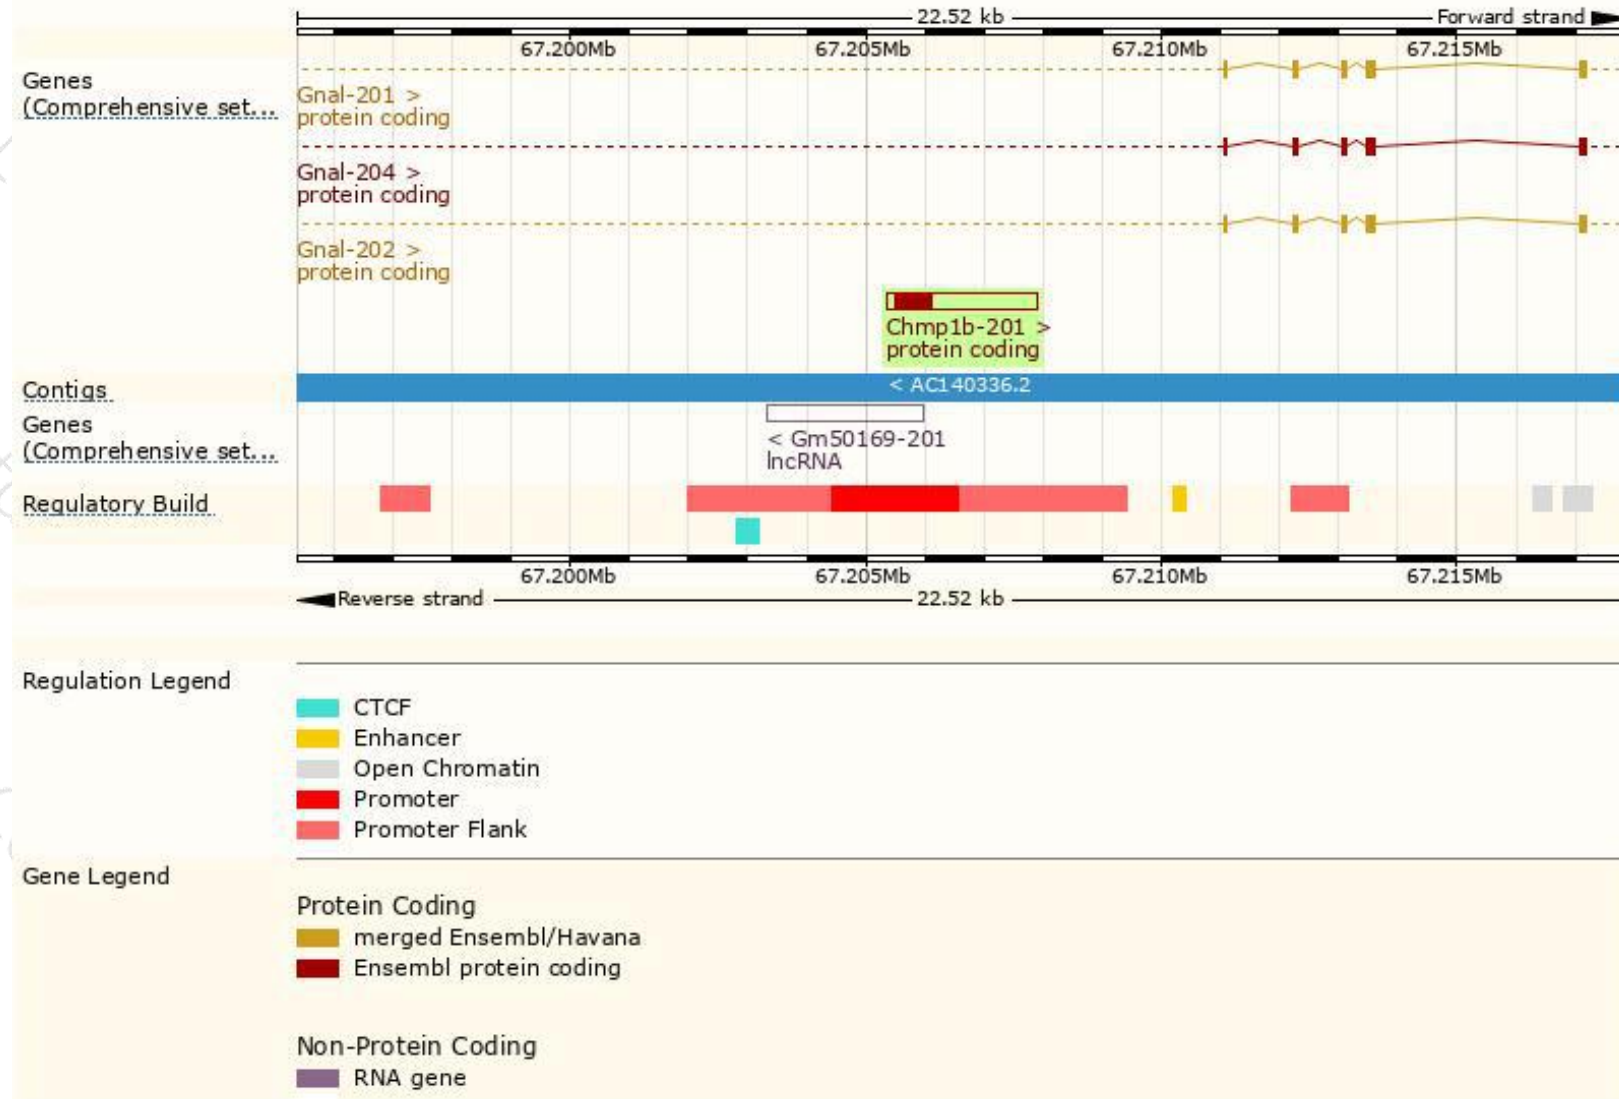 22.52 kb
Forward strand
67.200Mb 67.205Mb 67.210Mb 67.215Mb
Genes
(Comprehensive set...
Gnal-201 >
protein coding
Gnal-204 >
protein coding
Gnal-202 >
protein coding
Chmp1b-201 >
protein coding
Contigs
< AC140336.2
Genes
(Comprehensive set...
< Gm50169-201
lncRNA
Regulatory Build
67.200Mb 67.205Mb 67.210Mb 67.215Mb
Reverse strand
22.52 kb
Regulation Legend
CTCF
Enhancer
Open Chromatin
Promoter
Promoter Flank
Gene Legend
Protein Coding
merged Ensembl/Havana
Ensembl protein coding
Non-Protein Coding
RNA gene